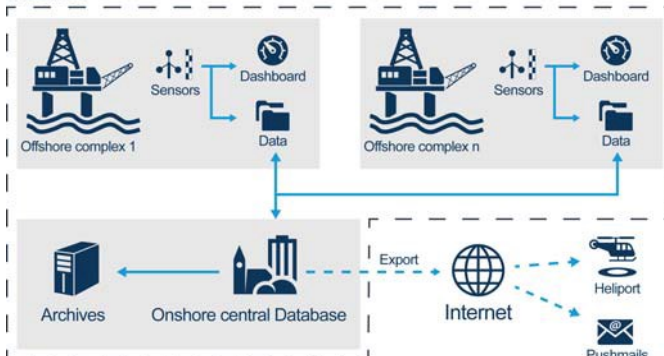 Sensors
Dashboard
Data
Offshore complex 1
Sensors
Dashboard
Data
Offshore complex n
Archives
Onshore central Database
Export
Internet
Heliport
@
Pushmails